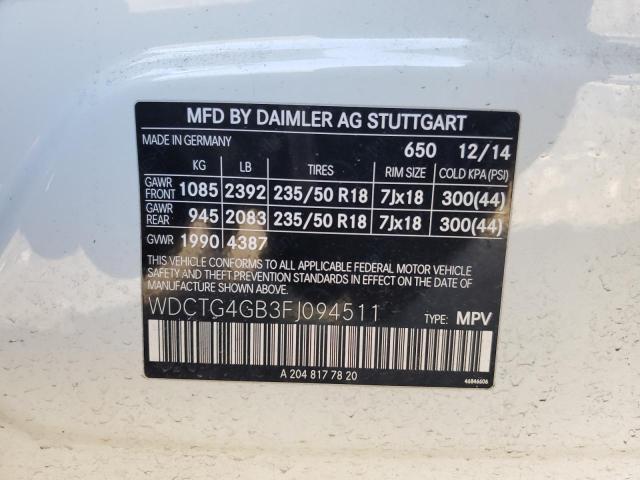 MFD BY DAIMLER AG STUTTGART
MADE IN GERMANY 650 12/14
KG LB TIRES RIM SIZE COLD KPA (PSI)
GAWR FRONT 1085 2392 235/50 R18 7Jx18 300(44)
GAWR REAR 945 2083 235/50 R18 7Jx18 300(44)
GVWR 1990 4387
THIS VEHICLE CONFORMS TO ALL APPLICABLE FEDERAL MOTOR VEHICLE
SAFETY AND THEFT PREVENTION STANDARDS IN EFFECT ON THE DATE OF
MANUFACTURE SHOWN ABOVE.
WDCTG4GB3FJ094511 TYPE: MPV
A 204 817 78 20 46846606